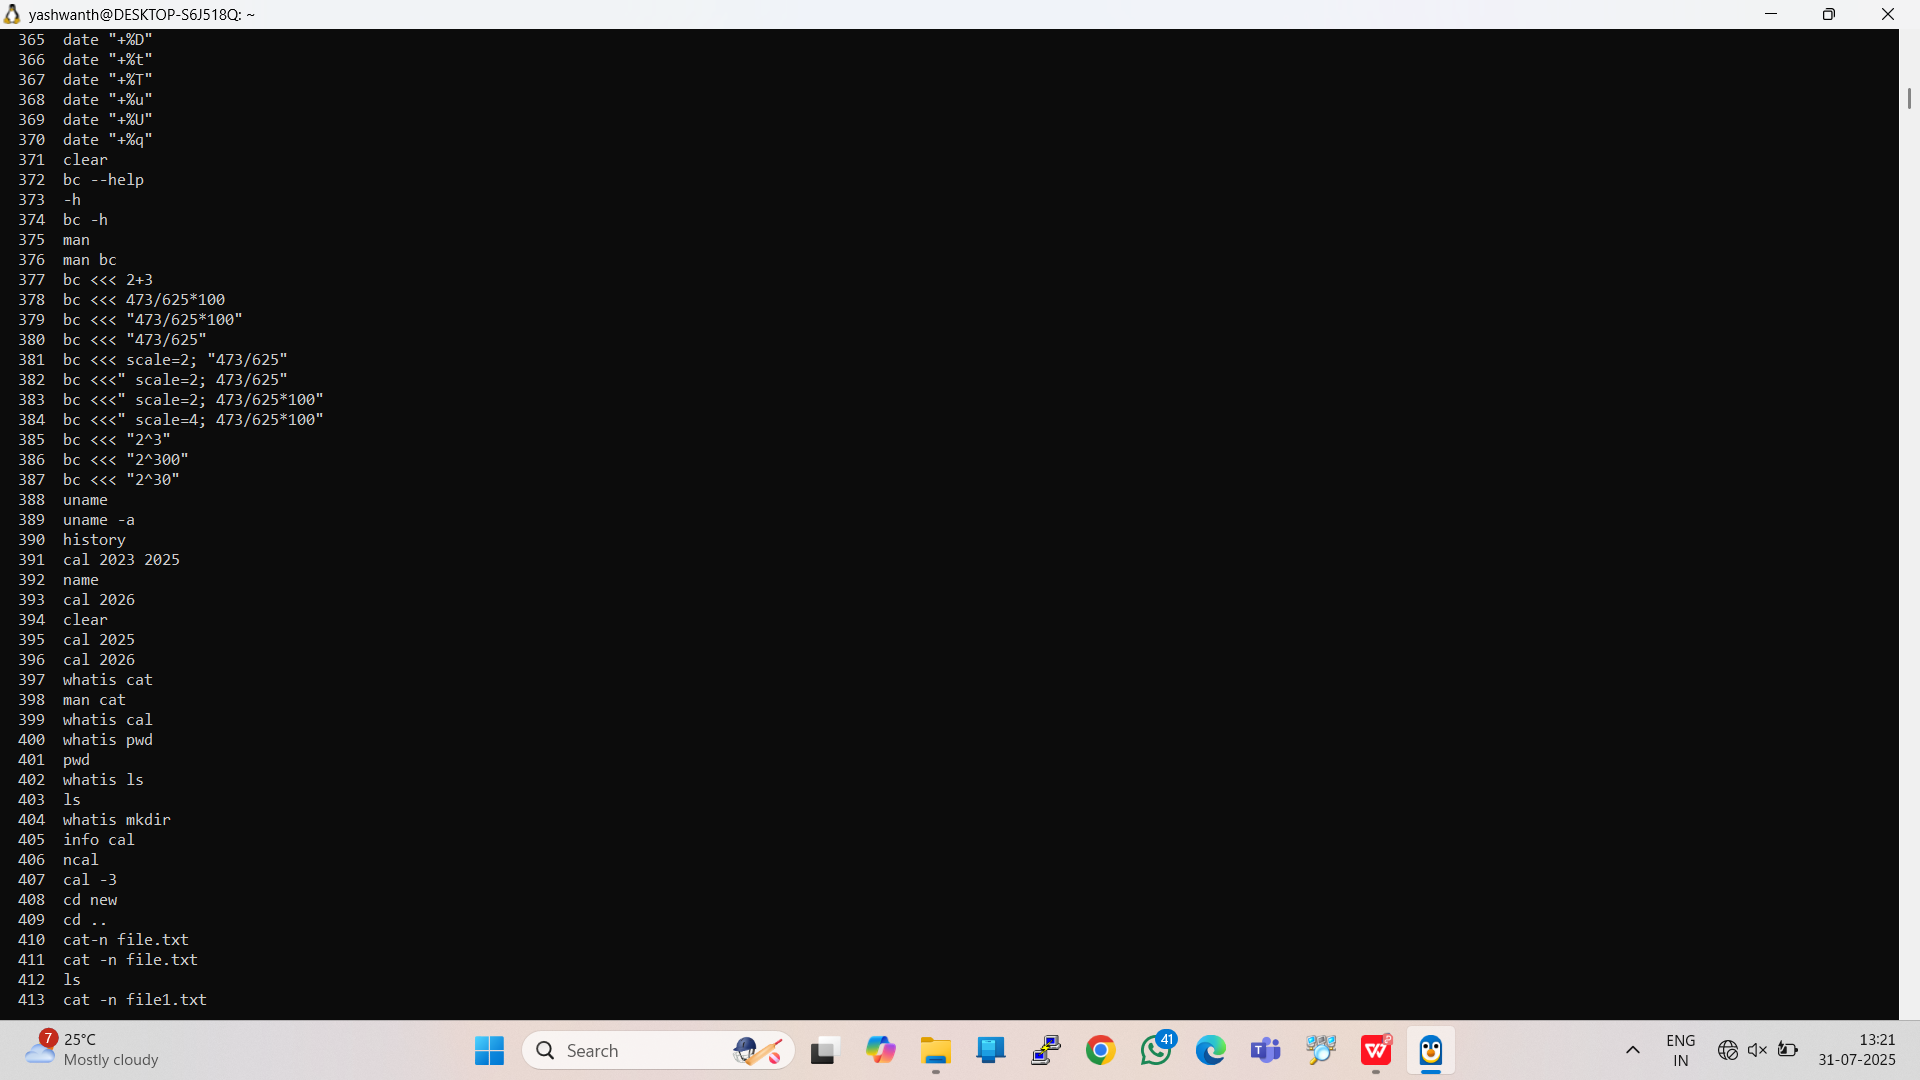 yashwanth@DESKTOP-S6J518Q: ~
365 date "+%D"
366 date "+%t"
367 date "+%T"
368 date "+%u"
369 date "+%U"
370 date "+%q"
371 clear
372 bc --help
373 -h
374 bc -h
375 man
376 man bc
377 bc <<< 2+3
378 bc <<< 473/625*100
379 bc <<< "473/625*100"
380 bc <<< "473/625"
381 bc <<< scale=2; "473/625"
382 bc <<<" scale=2; 473/625"
383 bc <<<" scale=2; 473/625*100"
384 bc <<<" scale=4; 473/625*100"
385 bc <<< "2^3"
386 bc <<< "2^300"
387 bc <<< "2^30"
388 uname
389 uname -a
390 history
391 cal 2023 2025
392 name
393 cal 2026
394 clear
395 cal 2025
396 cal 2026
397 whatis cat
398 man cat
399 whatis cal
400 whatis pwd
401 pwd
402 whatis ls
403 ls
404 whatis mkdir
405 info cal
406 ncal
407 cal -3
408 cd new
409 cd ..
410 cat-n file.txt
411 cat -n file.txt
412 ls
413 cat -n file1.txt
7
25°C
Mostly cloudy
Search
41
ENG
IN
13:21
31-07-2025